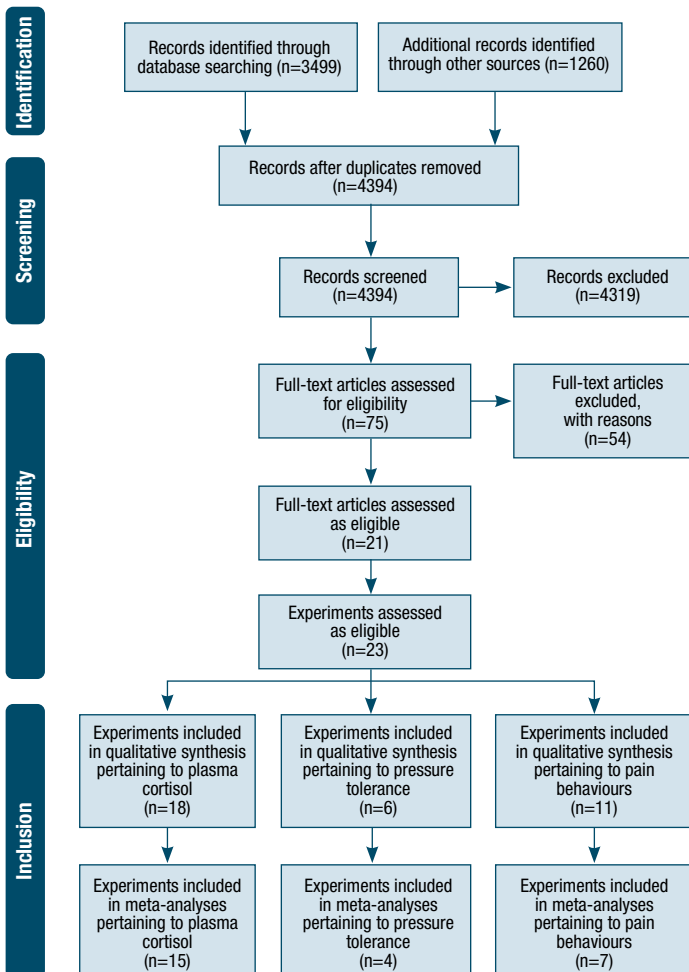 Identification
Records identified through
database searching (n=3499)
Additional records identified
through other sources (n=1260)
Screening
Records after duplicates removed
(n=4394)
Records screened
(n=4394)
Records excluded
(n=4319)
Eligibility
Full-text articles assessed
for eligibility
(n=75)
Full-text articles
excluded,
with reasons
(n=54)
Full-text articles assessed
as eligible
(n=21)
Experiments assessed
as eligible
(n=23)
Inclusion
Experiments included
in qualitative synthesis
pertaining to plasma
cortisol
(n=18)
Experiments included
in qualitative synthesis
pertaining to pressure
tolerance
(n=6)
Experiments included
in qualitative synthesis
pertaining to pain
behaviours
(n=11)
Experiments included
in meta-analyses
pertaining to plasma
cortisol
(n=15)
Experiments included
in meta-analyses
pertaining to pressure
tolerance
(n=4)
Experiments included
in meta-analyses
pertaining to pain
behaviours
(n=7)